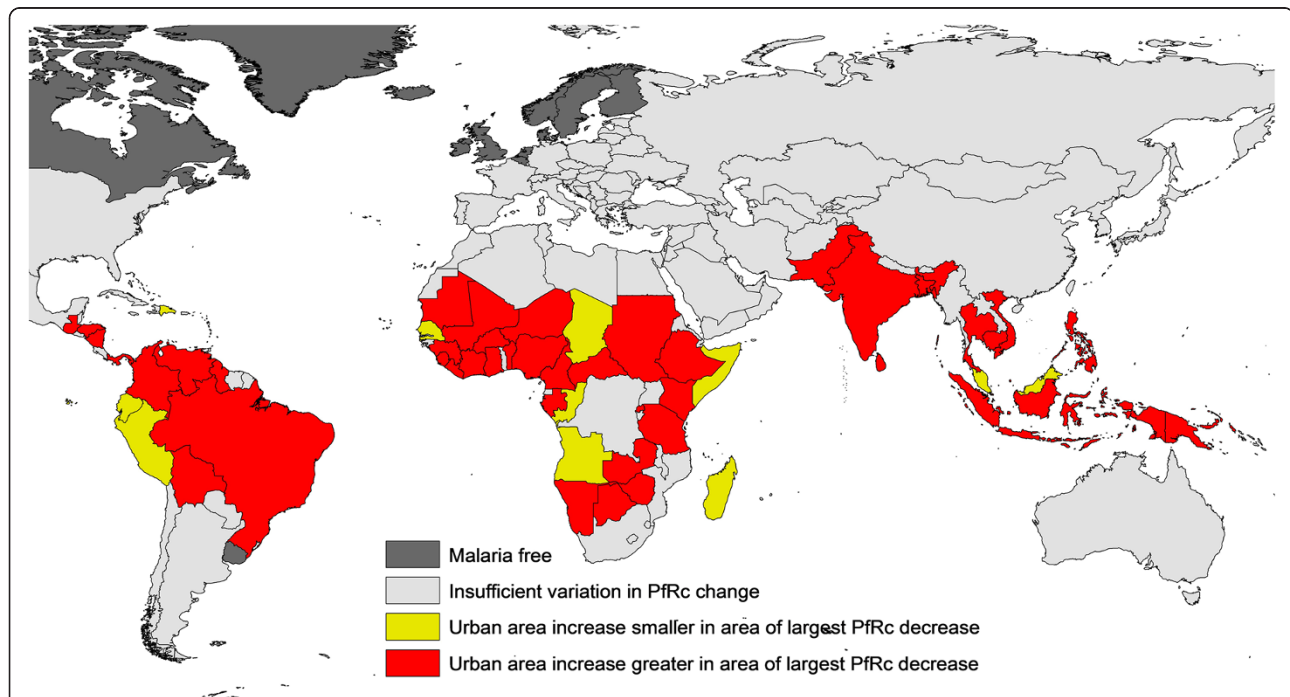 Malaria free
Insufficient variation in PfRc change
Urban area increase smaller in area of largest PfRc decrease
Urban area increase greater in area of largest PfRc decrease